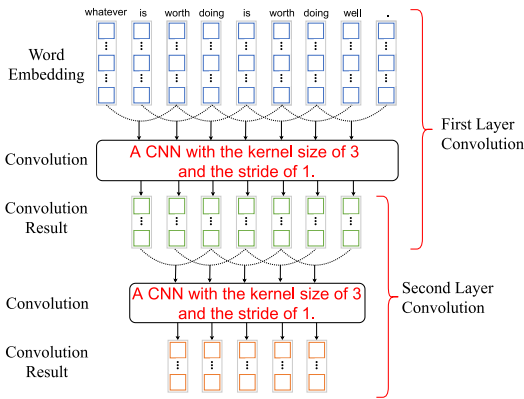 whatever is worth doing is worth doing well .
Word
Embedding
First Layer
Convolution
Convolution
A CNN with the kernel size of 3
and the stride of 1.
Convolution
Result
Second Layer
Convolution
Convolution
A CNN with the kernel size of 3
and the stride of 1.
Convolution
Result